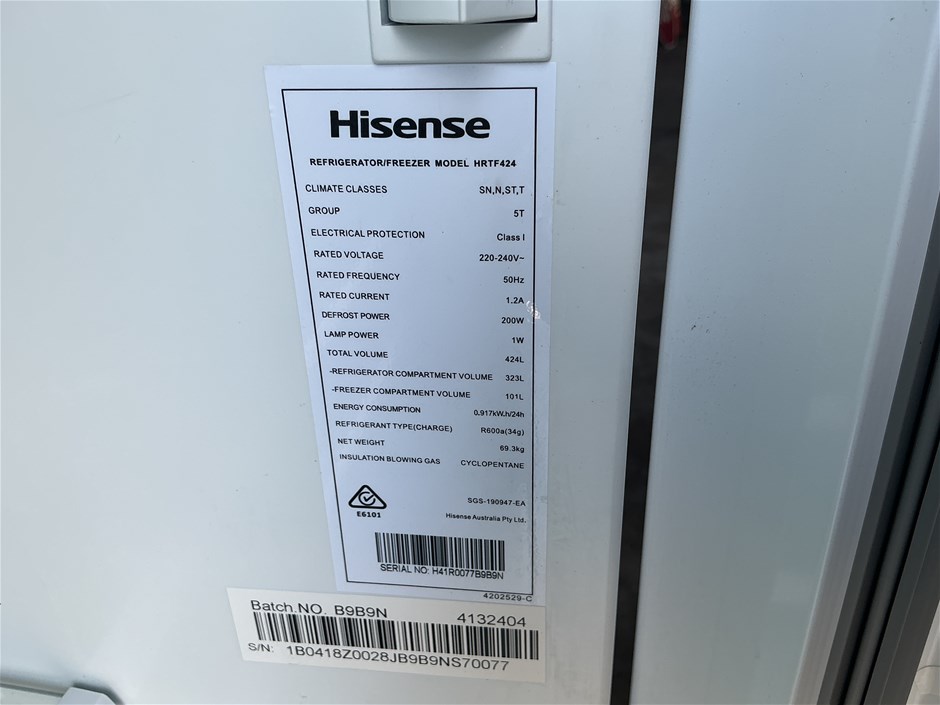 Hisense
REFRIGERATOR/FREEZER MODEL HRTF424
CLIMATE CLASSES SN,N,ST,T
GROUP 5T
ELECTRICAL PROTECTION Class I
RATED VOLTAGE 220-240V~
RATED FREQUENCY 50Hz
RATED CURRENT 1.2A
DEFROST POWER 200W
LAMP POWER 1W
TOTAL VOLUME 424L
-REFRIGERATOR COMPARTMENT VOLUME 323L
-FREEZER COMPARTMENT VOLUME 101L
ENERGY CONSUMPTION 0.917kW.h/24h
REFRIGERANT TYPE(CHARGE) R600a(34g)
NET WEIGHT 69.3kg
INSULATION BLOWING GAS CYCLOPENTANE
SGS-190947-EA
E6101 Hisense Australia Pty Ltd.
SERIAL NO: H41R0077B9B9N
4202529-C
Batch.NO. B9B9N 4132404
S/N: 1B0418Z0028JB9B9NS70077